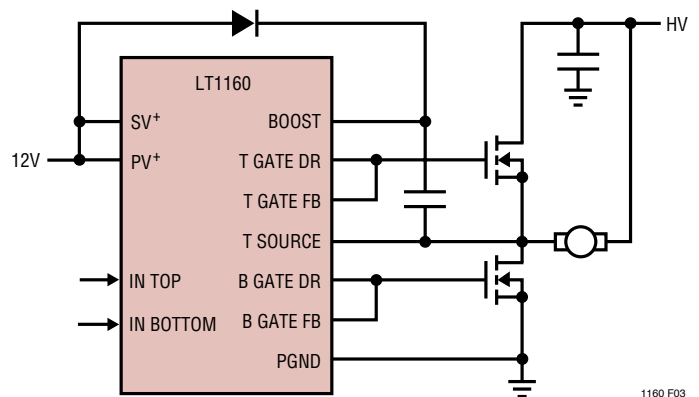 HV
LT1160
SV+
BOOST
12V
PV+
T GATE DR
T GATE FB
T SOURCE
IN TOP
B GATE DR
IN BOTTOM
B GATE FB
PGND
1160 F03